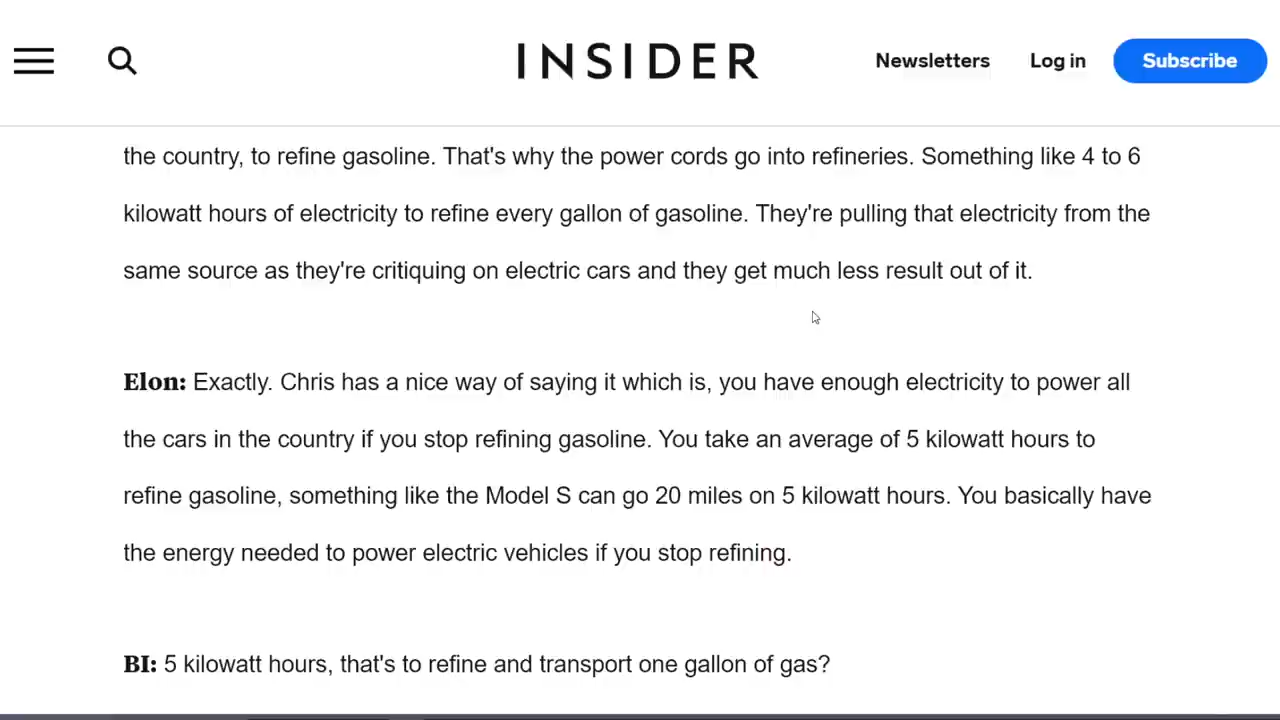 INSIDER
Newsletters
Log in
Subscribe
the country, to refine gasoline. That's why the power cords go into refineries. Something like 4 to 6
kilowatt hours of electricity to refine every gallon of gasoline. They're pulling that electricity from the
same source as they're critiquing on electric cars and they get much less result out of it.
Elon: Exactly. Chris has a nice way of saying it which is, you have enough electricity to power all
the cars in the country if you stop refining gasoline. You take an average of 5 kilowatt hours to
refine gasoline, something like the Model S can go 20 miles on 5 kilowatt hours. You basically have
the energy needed to power electric vehicles if you stop refining.
BI: 5 kilowatt hours, that's to refine and transport one gallon of gas?